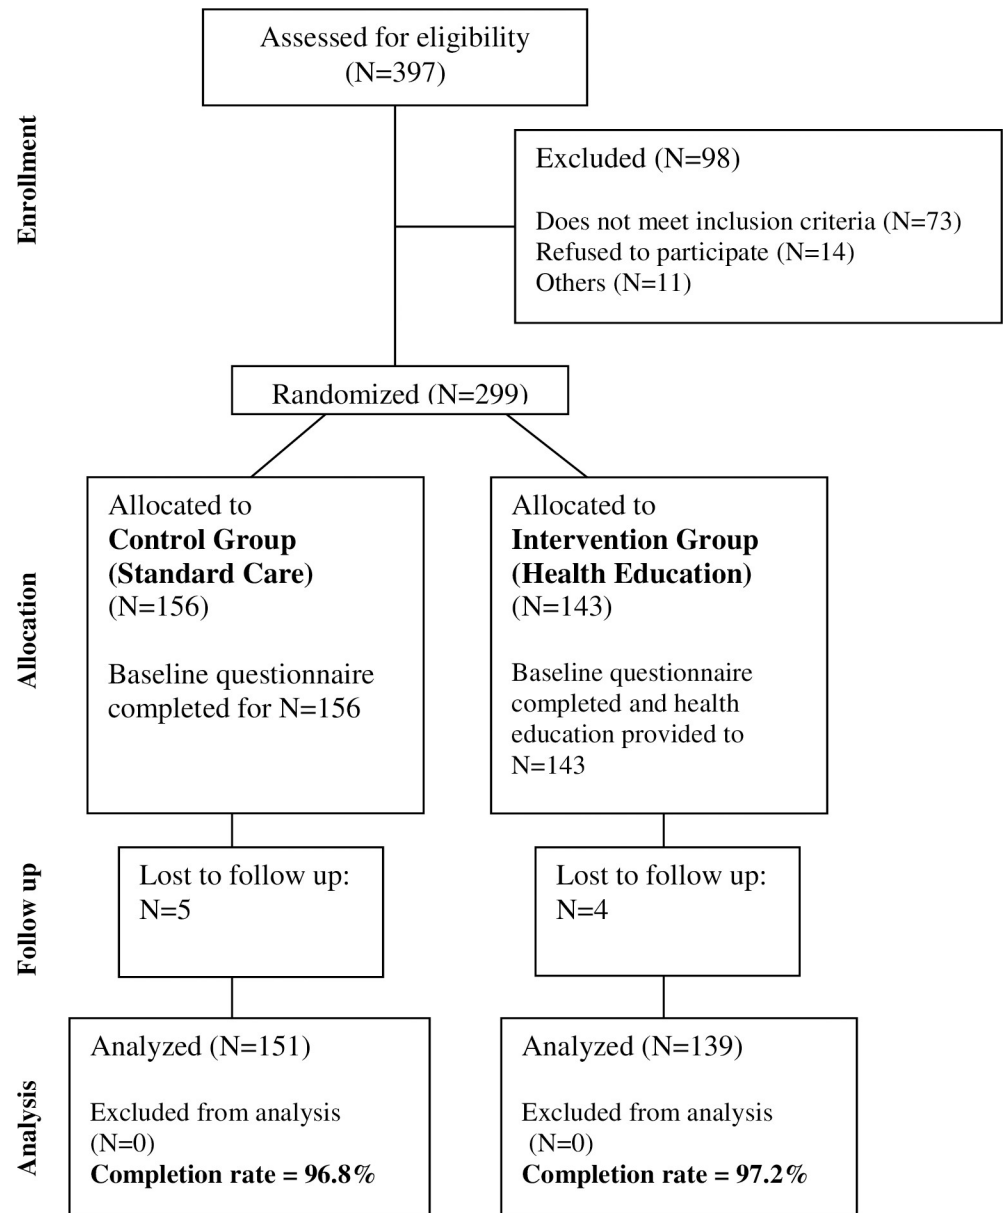 Assessed for eligibility
(N=397)
Enrollment
Excluded (N=98)
Does not meet inclusion criteria (N=73)
Refused to participate (N=14)
Others (N=11)
Randomized (N=299)
Allocation
Allocated to
Control Group
(Standard Care)
(N=156)
Baseline questionnaire
completed for N=156
Allocated to
Intervention Group
(Health Education)
(N=143)
Baseline questionnaire
completed and health
education provided to
N=143
Follow up
Lost to follow up:
N=5
Lost to follow up:
N=4
Analysis
Analyzed (N=151)
Excluded from analysis
(N=0)
Completion rate = 96.8%
Analyzed (N=139)
Excluded from analysis
(N=0)
Completion rate = 97.2%